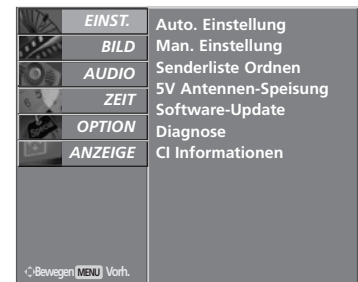 EINST.
BILD
AUDIO
ZEIT
OPTION
ANZEIGE
Auto. Einstellung
Man. Einstellung
Senderliste Ordnen
5V Antennen-Speisung
Software-Update
Diagnose
CI Informationen
Bewegen MENU Vorh.